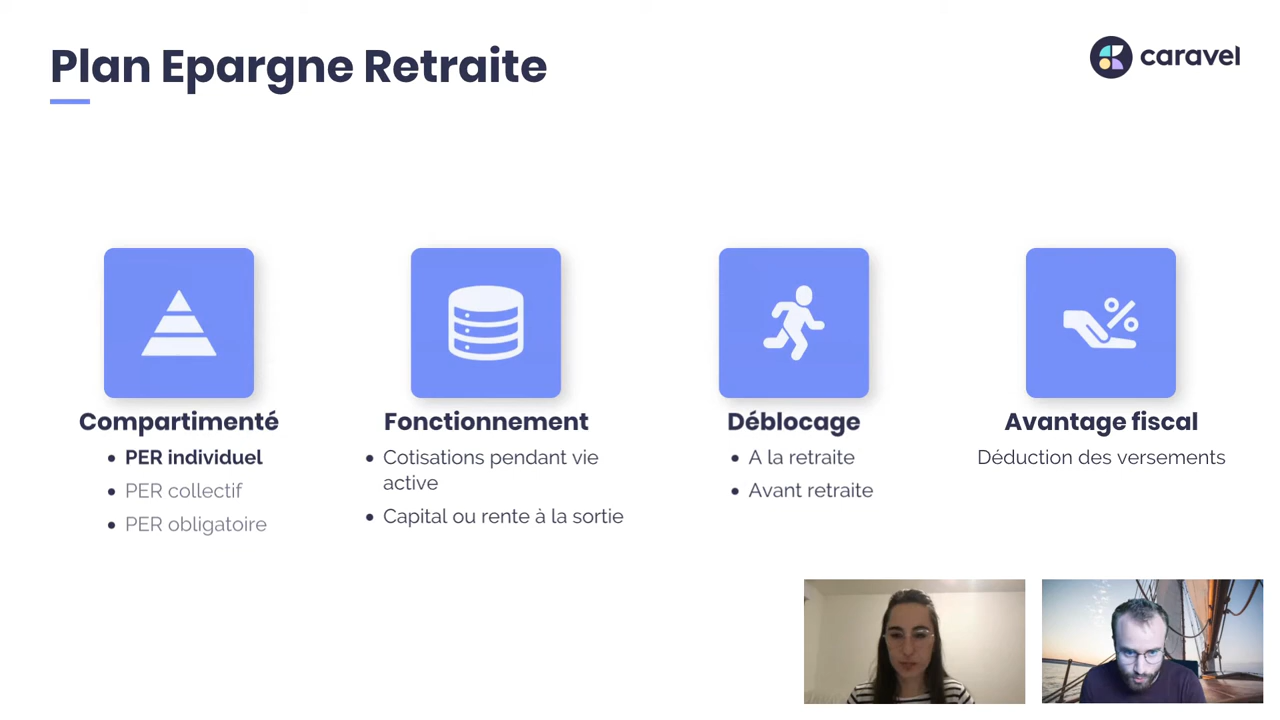 Plan Epargne Retraite
caravel
Compartimenté
PER individuel
PER collectif
PER obligatoire
Fonctionnement
Cotisations pendant vie
active
Capital ou rente à la sortie
Déblocage
A la retraite
Avant retraite
Avantage fiscal
Déduction des versements